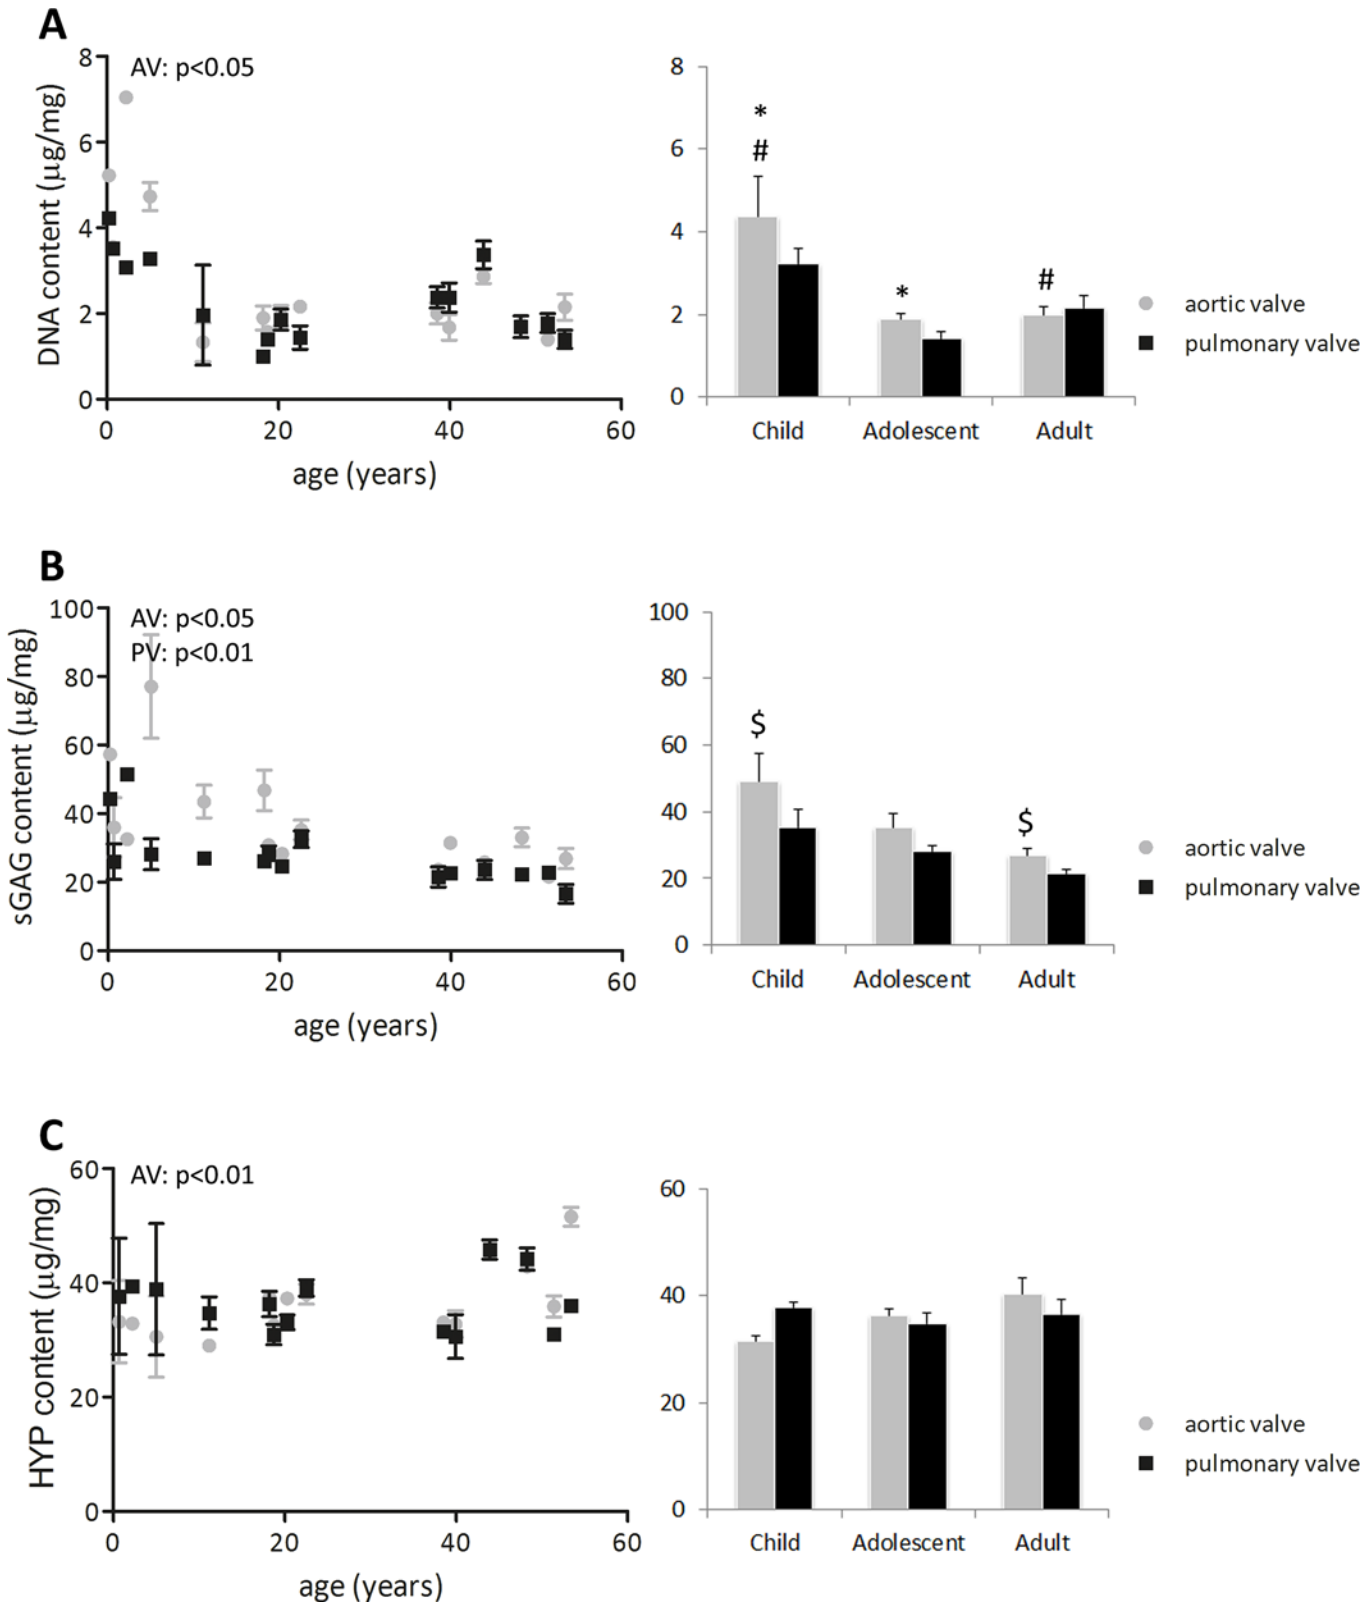 A
AV: p<0.05
DNA content (µg/mg)
8
6
4
2
0
0 20 40 60
age (years)
8
6
4
2
0
*
#
*
#
Child Adolescent Adult
aortic valve
pulmonary valve
B
AV: p<0.05
PV: p<0.01
sGAG content (µg/mg)
100
80
60
40
20
0
0 20 40 60
age (years)
100
80
60
40
20
0
$
$
Child Adolescent Adult
aortic valve
pulmonary valve
C
AV: p<0.01
HYP content (µg/mg)
60
40
20
0
0 20 40 60
age (years)
60
40
20
0
Child Adolescent Adult
aortic valve
pulmonary valve